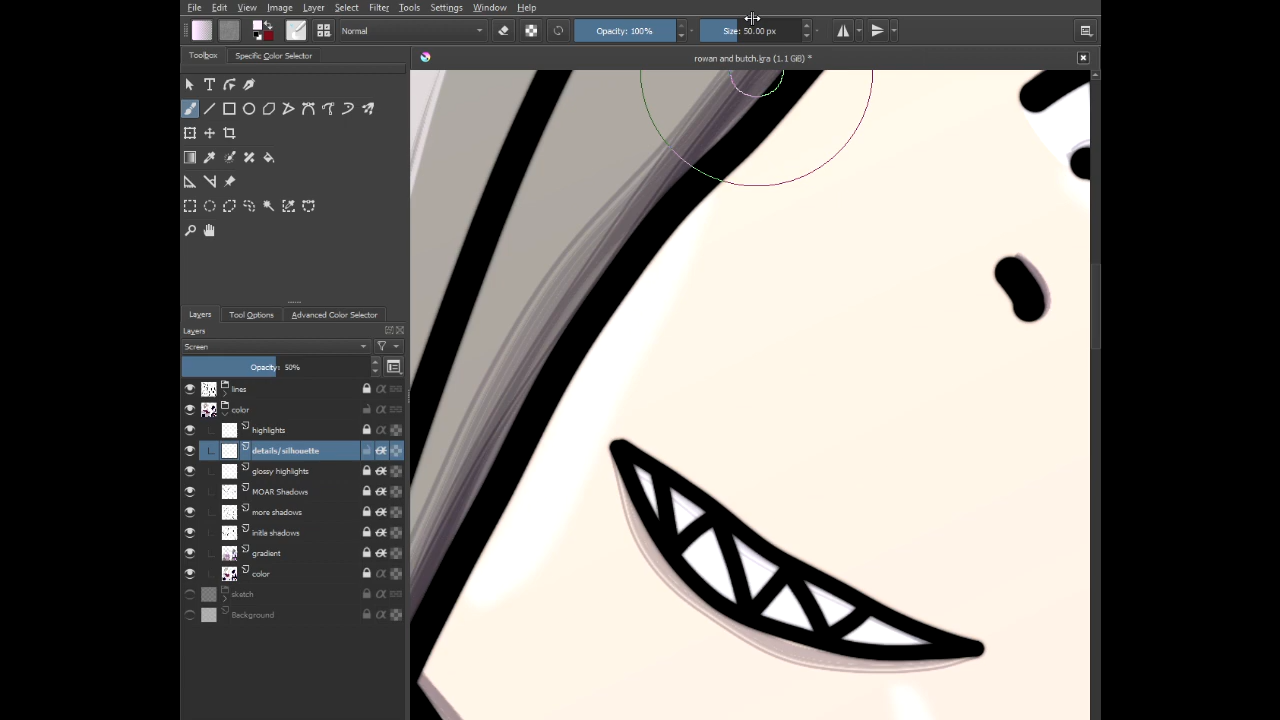 File Edit View Image Layer Select Filter Tools Settings Window Help
Normal Opacity: 100% Size: 50.00 px
Toolbox Specific Color Selector
rowan and butch.kra (1.1 GiB) *
Layers Tool Options Advanced Color Selector
Layers
Screen
Opacity: 50%
lines
color
highlights
details/silhouette
glossy highlights
MOAR Shadows
more shadows
initla shadows
gradient
color
sketch
Background